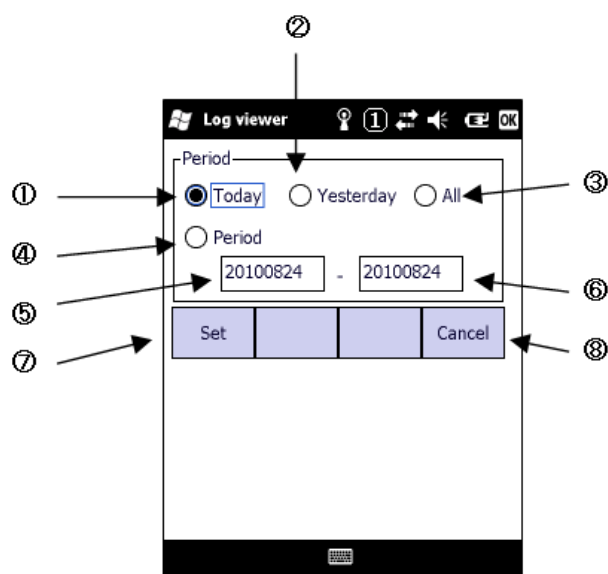 ②
Log viewer 1 OK
Period
① Today Yesterday All ③
④ Period
⑤ 20100824 - 20100824 ⑥
⑦ Set Cancel ⑧